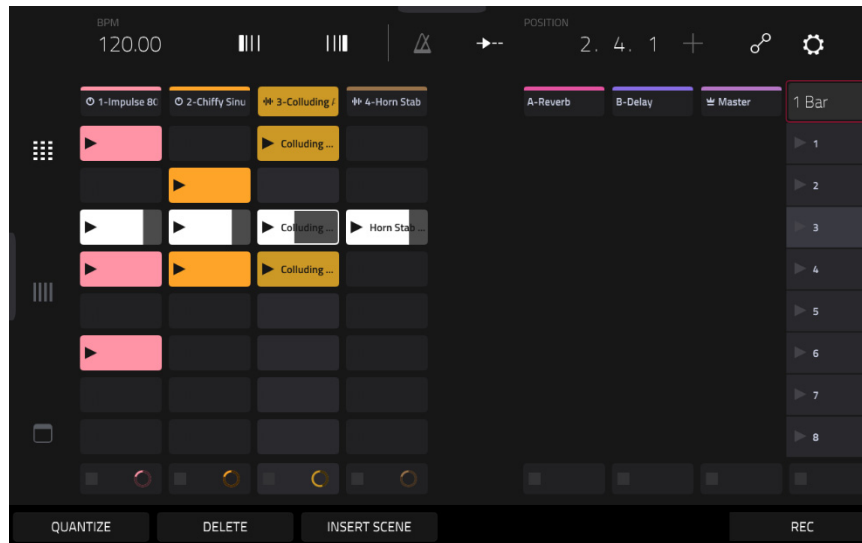 BPM
POSITION
120.00
2. 4. 1
1-Impulse 80
2-Chiffy Sinu
3-Colluding
4-Horn Stab
A-Reverb
B-Delay
Master
1 Bar
Colluding ...
1
2
Colluding ...
Horn Stab ...
3
Colluding ...
4
5
6
7
8
QUANTIZE
DELETE
INSERT SCENE
REC